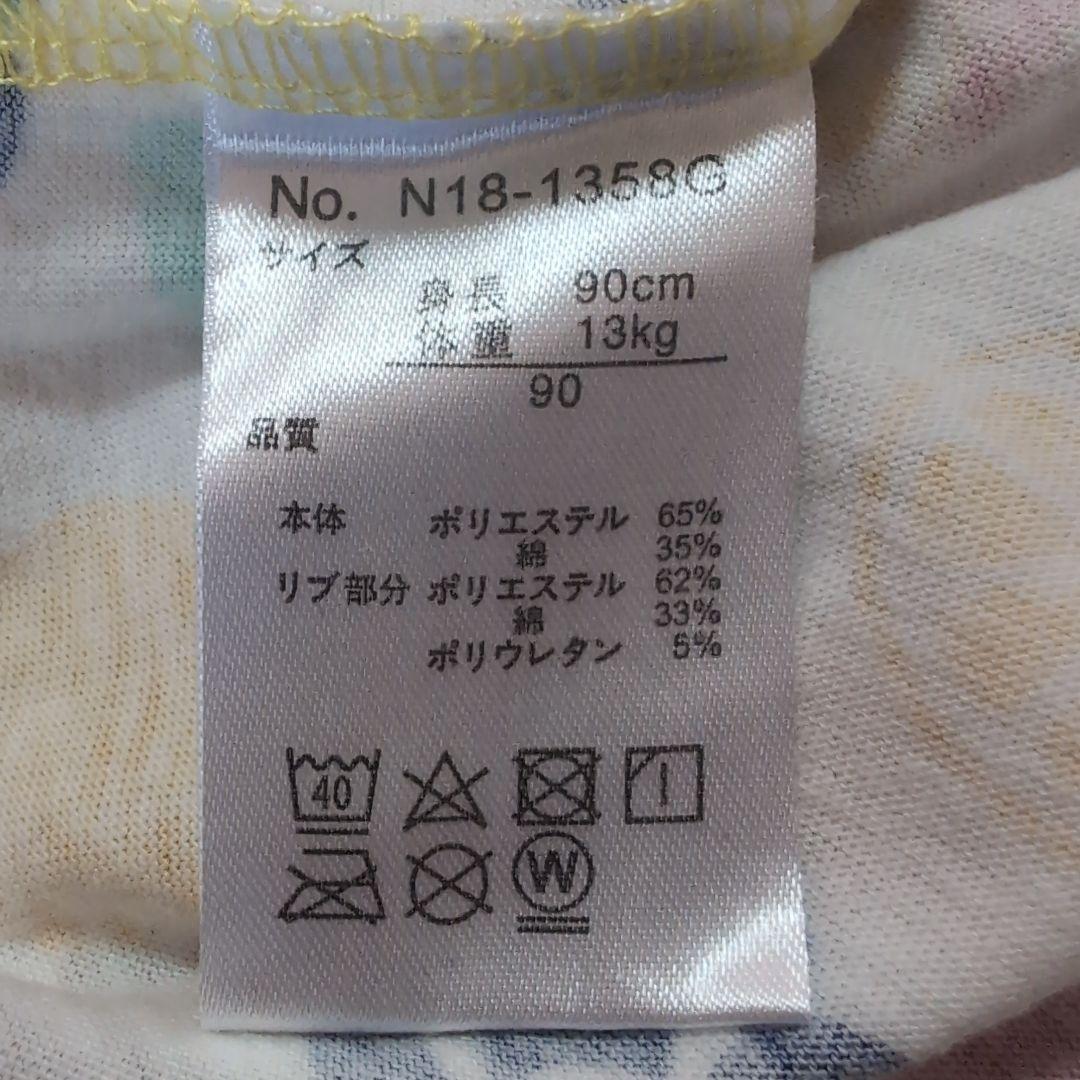 No. N18-1358G
サイズ
身長 90cm
体重 13kg
90
品質
本体 ポリエステル 65%
綿 35%
リブ部分 ポリエステル 62%
綿 33%
ポリウレタン 5%
40
W